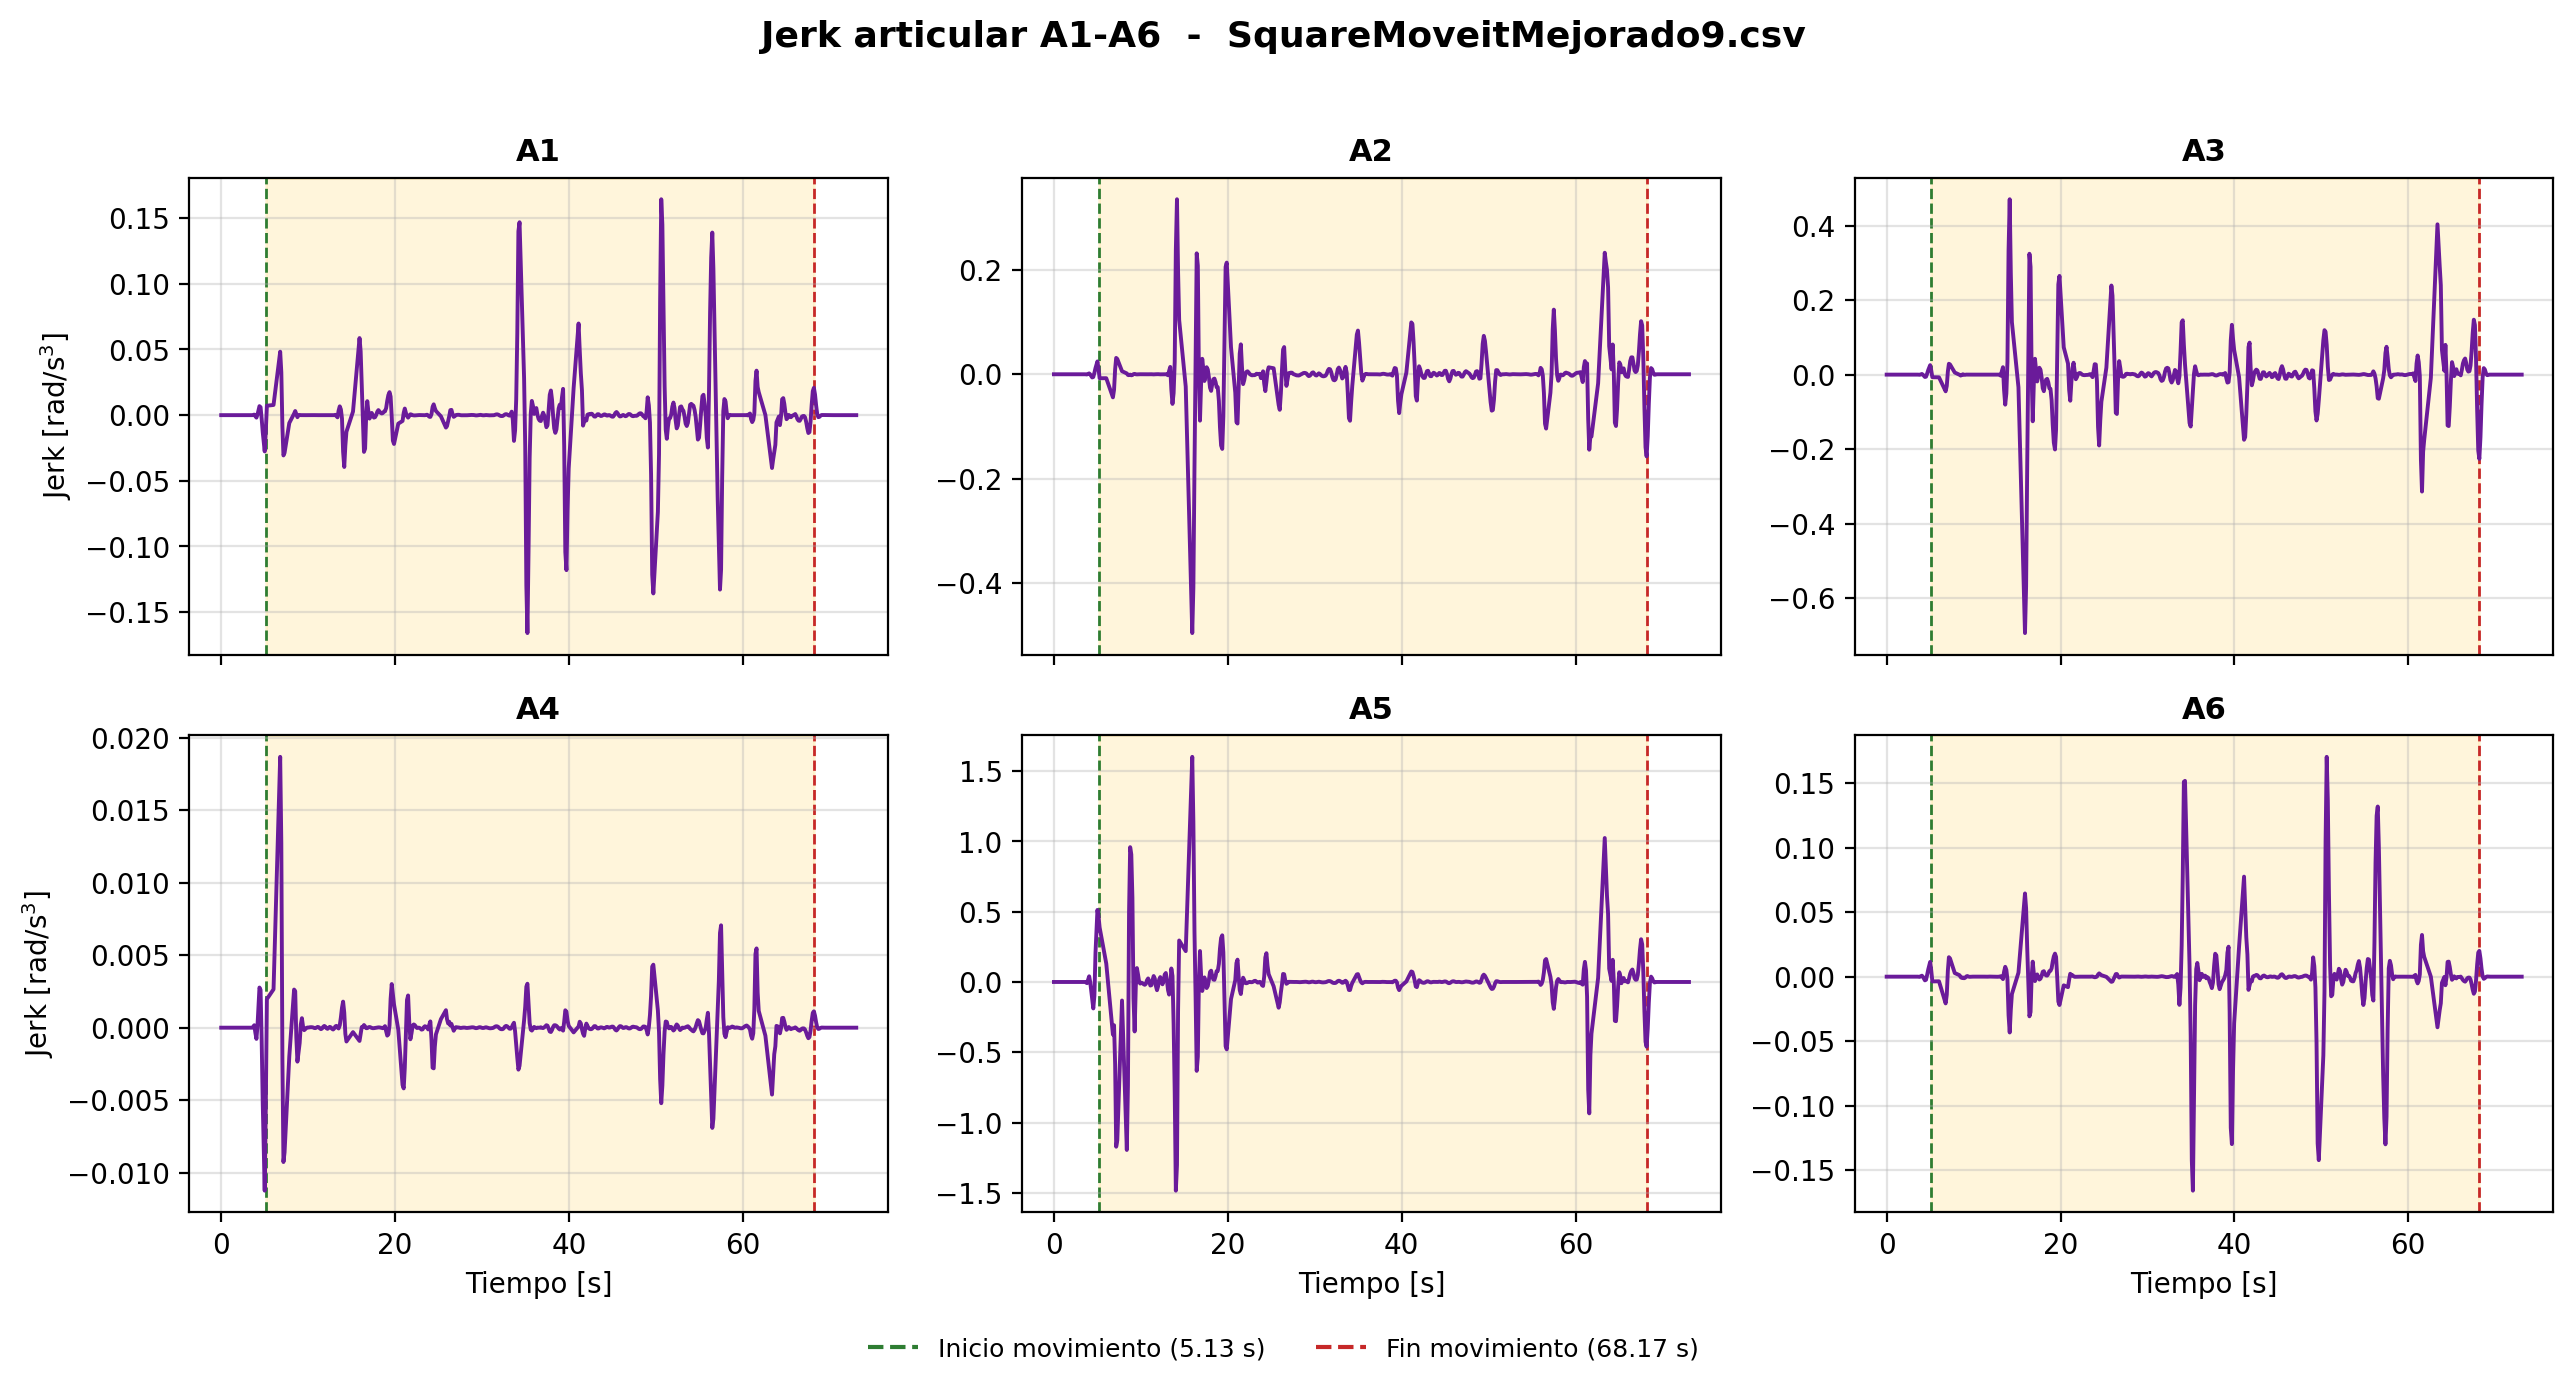 Jerk articular A1-A6 - SquareMoveitMejorado9.csv
A1
A2
A3
Jerk [rad/s³]
0.15
0.10
0.05
0.00
−0.05
−0.10
−0.15
0.2
0.0
−0.2
−0.4
0.4
0.2
0.0
−0.2
−0.4
−0.6
A4
A5
A6
Jerk [rad/s³]
0.020
0.015
0.010
0.005
0.000
−0.005
−0.010
1.5
1.0
0.5
0.0
−0.5
−1.0
−1.5
0.15
0.10
0.05
0.00
−0.05
−0.10
−0.15
0 20 40 60
0 20 40 60
0 20 40 60
Tiempo [s]
Tiempo [s]
Tiempo [s]
Inicio movimiento (5.13 s)
Fin movimiento (68.17 s)